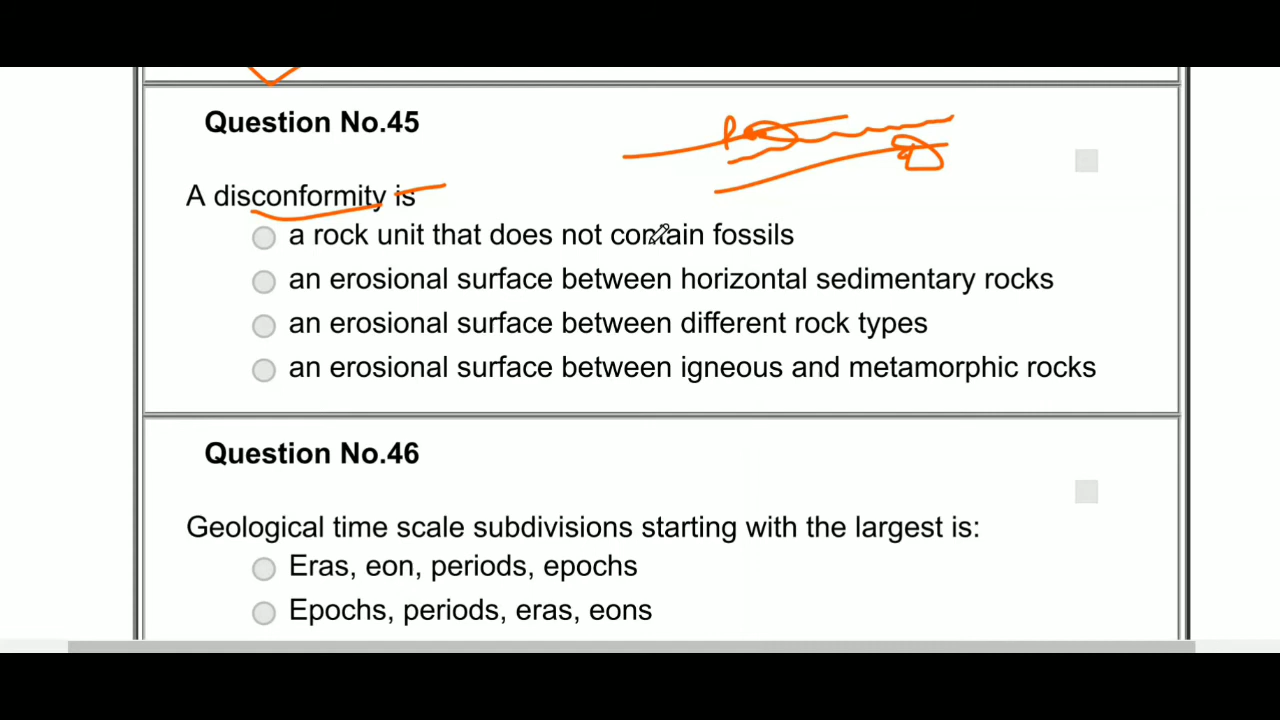 Question No.45
A disconformity is
a rock unit that does not contain fossils
an erosional surface between horizontal sedimentary rocks
an erosional surface between different rock types
an erosional surface between igneous and metamorphic rocks
Question No.46
Geological time scale subdivisions starting with the largest is:
Eras, eon, periods, epochs
Epochs, periods, eras, eons